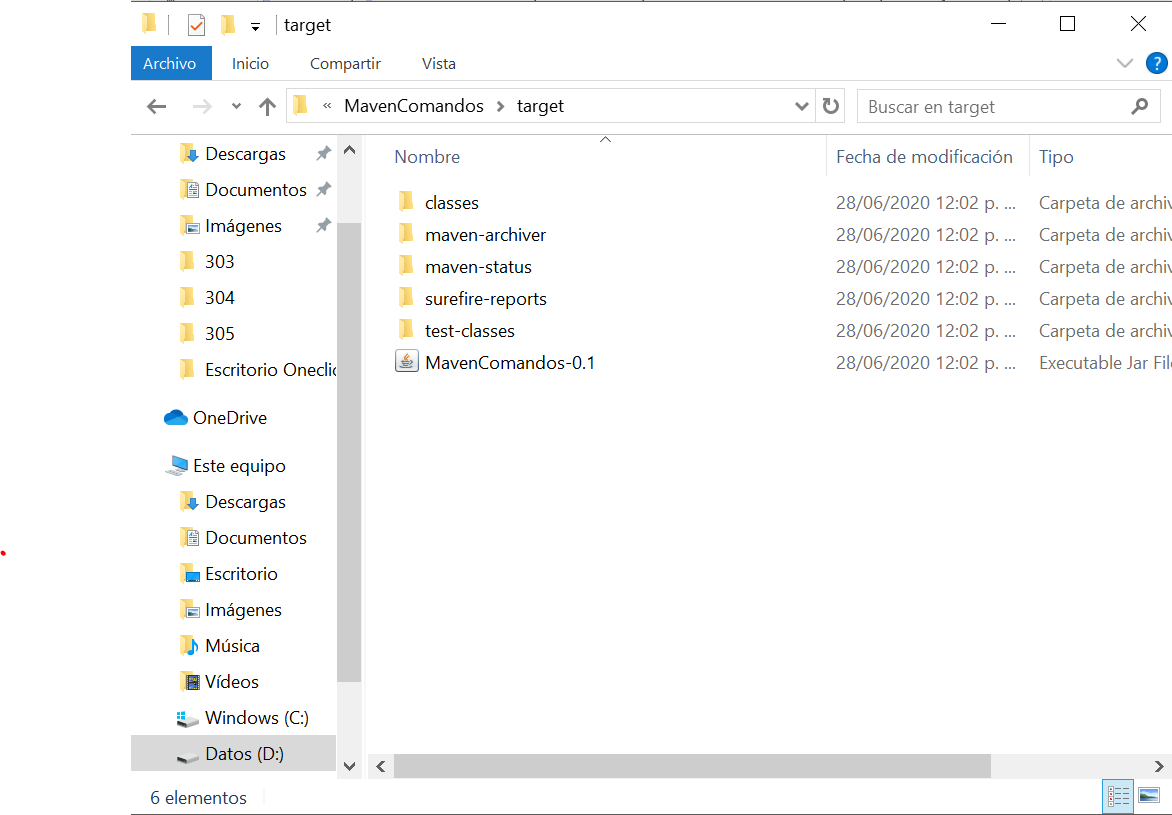 target
Archivo Inicio Compartir Vista ?
« MavenComandos > target Buscar en target
Nombre Fecha de modificación Tipo
Descargas
Documentos
Imágenes
303
304
305
Escritorio Oneclic
OneDrive
Este equipo
Descargas
Documentos
Escritorio
Imágenes
Música
Vídeos
Windows (C:)
Datos (D:)
classes 28/06/2020 12:02 p. ... Carpeta de archiv
maven-archiver 28/06/2020 12:02 p. ... Carpeta de archiv
maven-status 28/06/2020 12:02 p. ... Carpeta de archiv
surefire-reports 28/06/2020 12:02 p. ... Carpeta de archiv
test-classes 28/06/2020 12:02 p. ... Carpeta de archiv
MavenComandos-0.1 28/06/2020 12:02 p. ... Executable Jar File
6 elementos